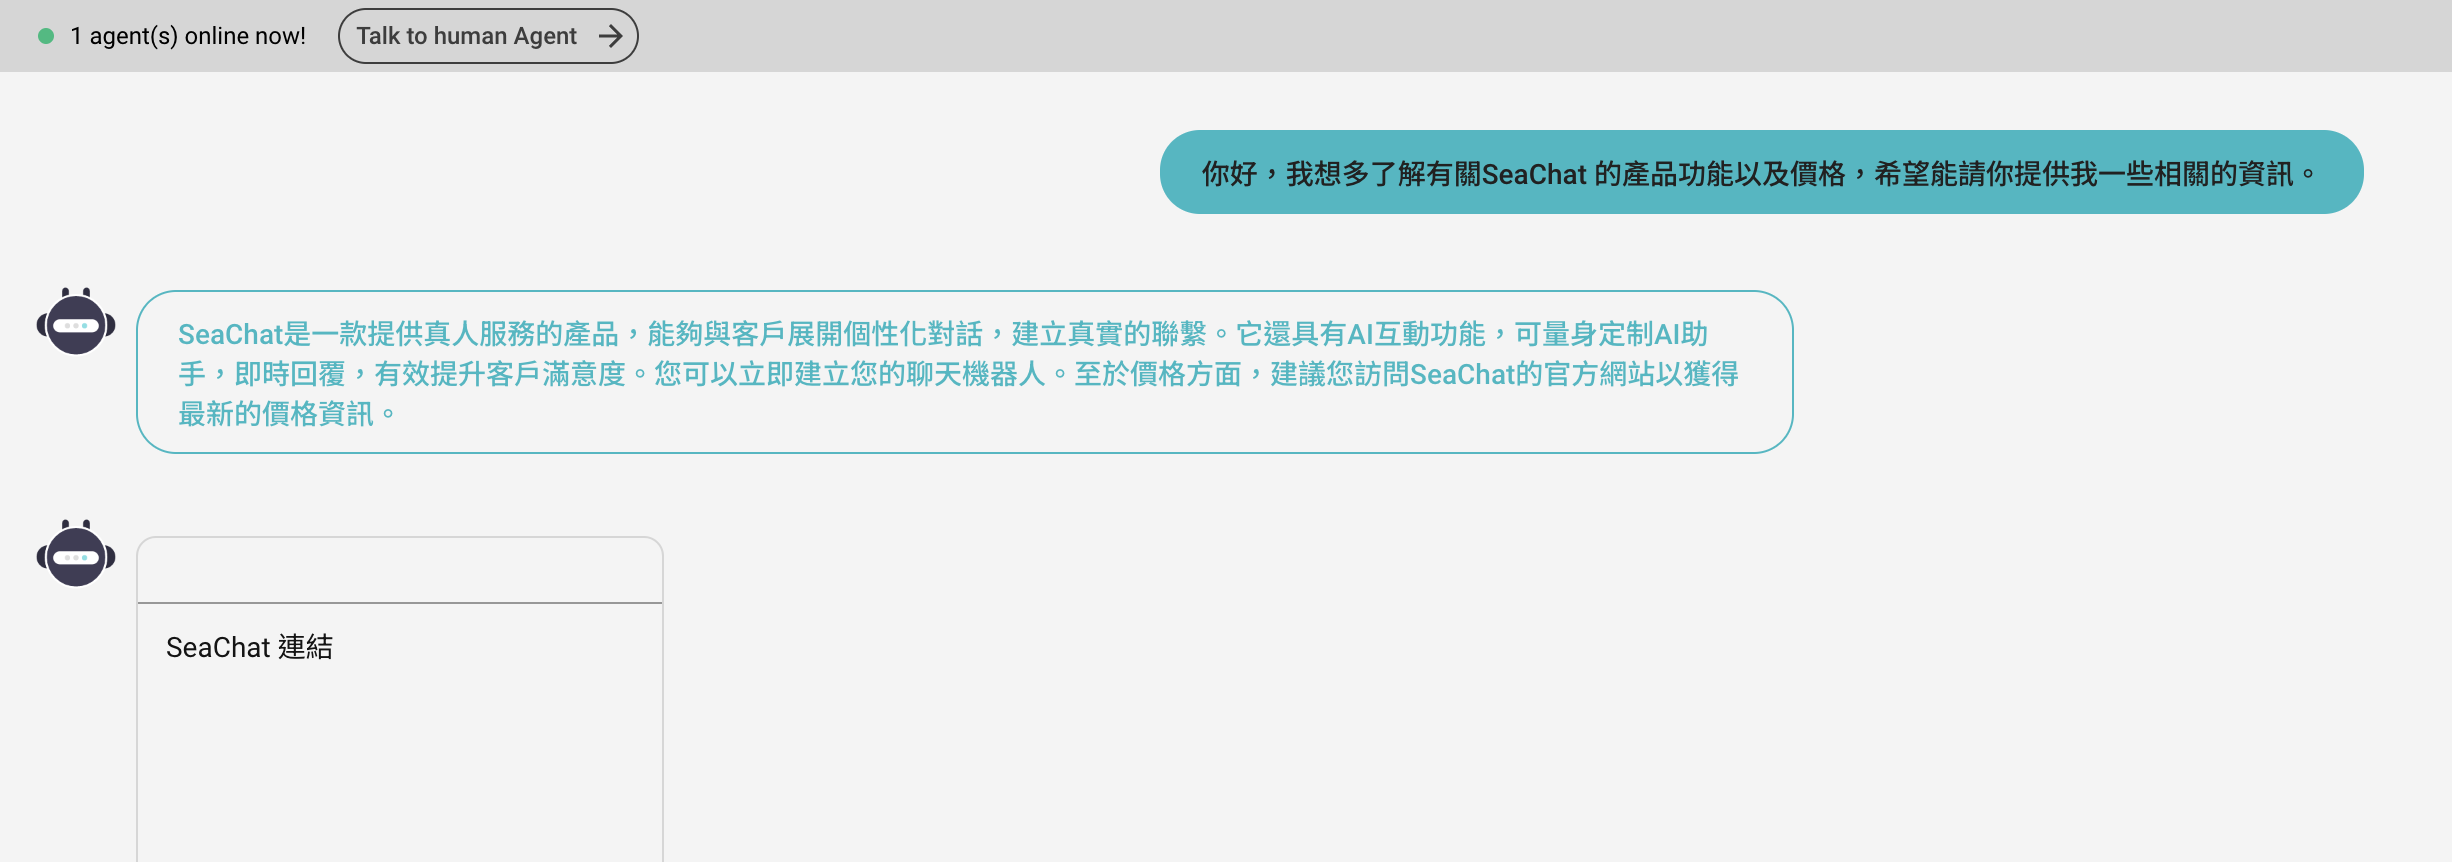 1 agent(s) online now! Talk to human Agent
你好，我想多了解有關SeaChat 的產品功能以及價格，希望能請你提供我一些相關的資訊。
SeaChat是一款提供真人服務的產品，能夠與客戶展開個性化對話，建立真實的聯繫。它還具有AI互動功能，可量身定制AI助
手，即時回覆，有效提升客戶滿意度。您可以立即建立您的聊天機器人。至於價格方面，建議您訪問SeaChat的官方網站以獲得
最新的價格資訊。
SeaChat 連結